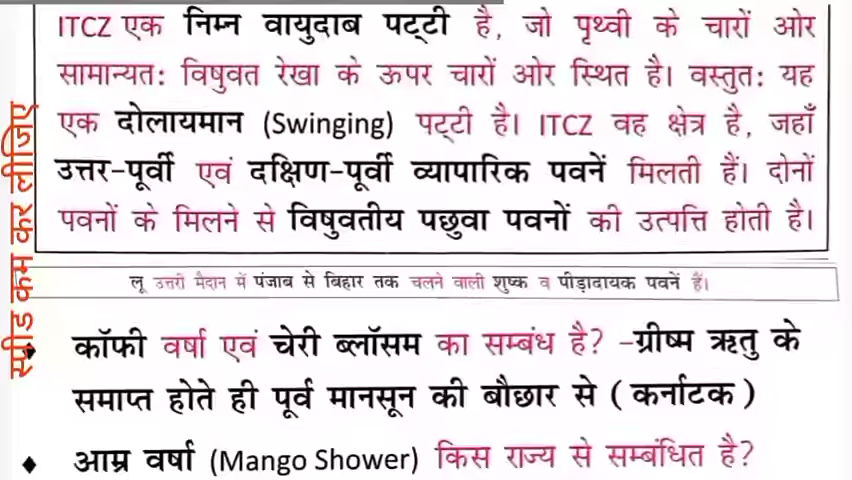 ITCZ एक निम्न वायुदाब पट्टी है, जो पृथ्वी के चारों ओर
सामान्यत: विषुवत रेखा के ऊपर चारों ओर स्थित है। वस्तुत: यह
एक दोलायमान (Swinging) पट्टी है। ITCZ वह क्षेत्र है, जहाँ
उत्तर-पूर्वी एवं दक्षिण-पूर्वी व्यापारिक पवनें मिलती हैं। दोनों
पवनों के मिलने से विषुवतीय पछुवा पवनों की उत्पत्ति होती है।
लू उत्तरी मैदान में पंजाब से बिहार तक चलने वाली शुष्क व पीड़ादायक पवनें हैं।
कॉफी वर्षा एवं चेरी ब्लॉसम का सम्बंध है? -ग्रीष्म ऋतु के
समाप्त होते ही पूर्व मानसून की बौछार से ( कर्नाटक )
♦ आम्र वर्षा (Mango Shower) किस राज्य से सम्बंधित है?
स्पीड कम कर लीजिए